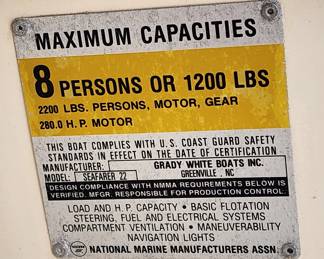 MAXIMUM CAPACITIES
8 PERSONS OR 1200 LBS
2200 LBS. PERSONS, MOTOR, GEAR
280.0 H.P. MOTOR
THIS BOAT COMPLIES WITH U.S. COAST GUARD SAFETY
STANDARDS IN EFFECT ON THE DATE OF CERTIFICATION
MANUFACTURER: GRADY WHITE BOATS INC.
MODEL: SEAFARER 22 GREENVILLE, NC
DESIGN COMPLIANCE WITH NMMA REQUIREMENTS BELOW IS
VERIFIED. MFGR. RESPONSIBLE FOR PRODUCTION CONTROL.
LOAD AND H.P. CAPACITY • BASIC FLOTATION
STEERING, FUEL AND ELECTRICAL SYSTEMS
COMPARTMENT VENTILATION • MANEUVERABILITY
NAVIGATION LIGHTS
NATIONAL MARINE MANUFACTURERS ASSN.